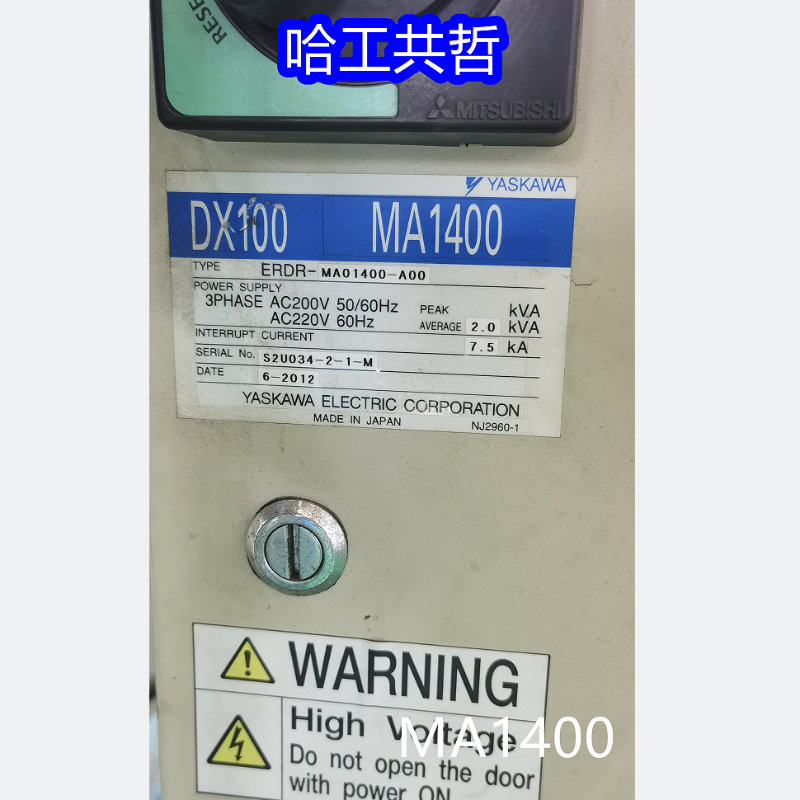 哈工共哲
RESE
MITSUBISHI
YASKAWA
DX100 MA1400
TYPE ERDR-MA01400-A00
POWER SUPPLY
3PHASE AC200V 50/60Hz PEAK kVA
AC220V 60Hz AVERAGE 2.0 kVA
INTERRUPT CURRENT 7.5 kA
SERIAL No. S2U034-2-1-M
DATE 6-2012
YASKAWA ELECTRIC CORPORATION
MADE IN JAPAN NJ2960-1
WARNING
High Voltage
MA1400
Do not open the door
with power ON